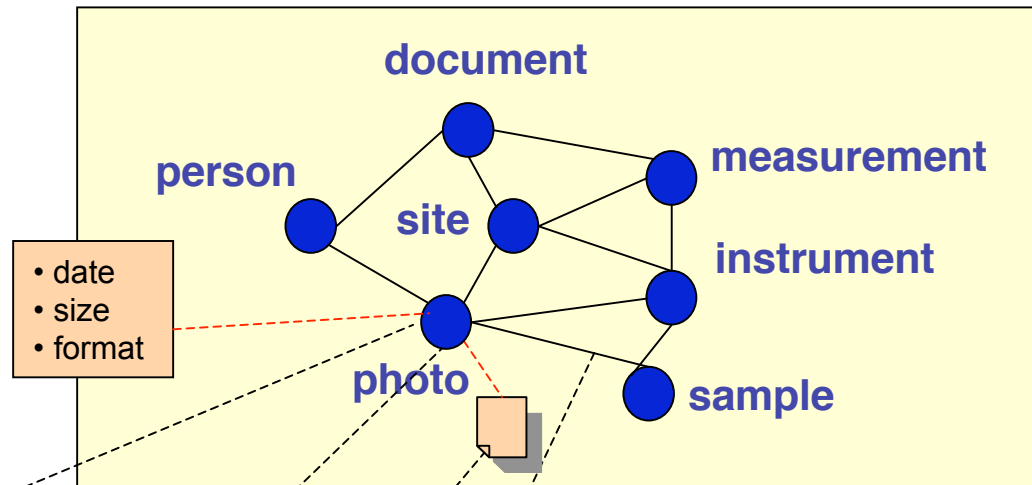 document
person
measurement
site
instrument
• date
• size
• format
photo
sample